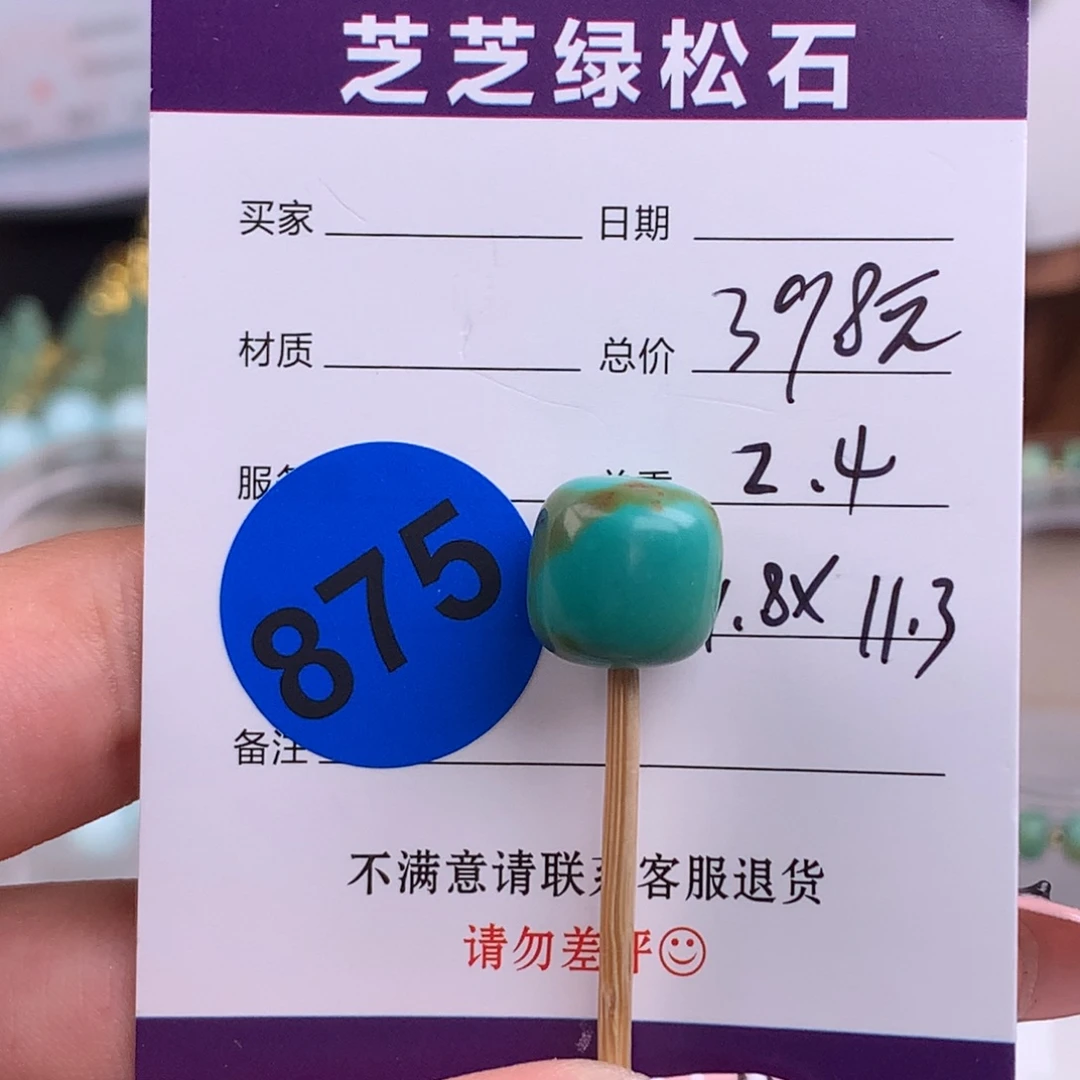 芝芝绿松石
买家 日期
材质 总价 398元
服 2.4
875
.8X 11.3
备注
不满意请联系客服退货
请勿差评